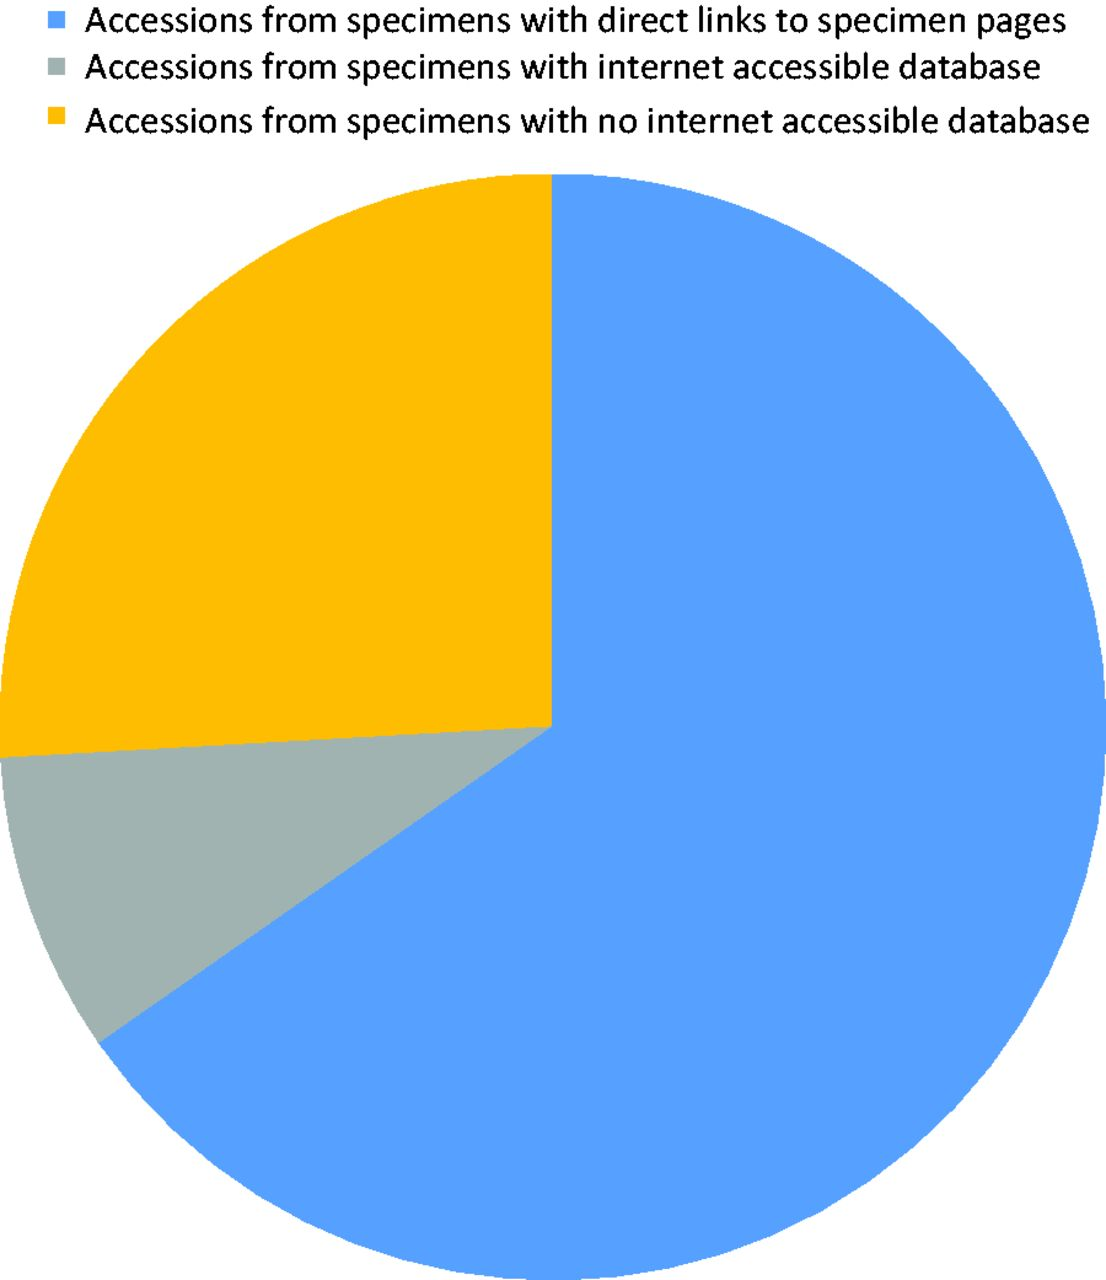 Accessions from specimens with direct links to specimen pages
Accessions from specimens with internet accessible database
Accessions from specimens with no internet accessible database